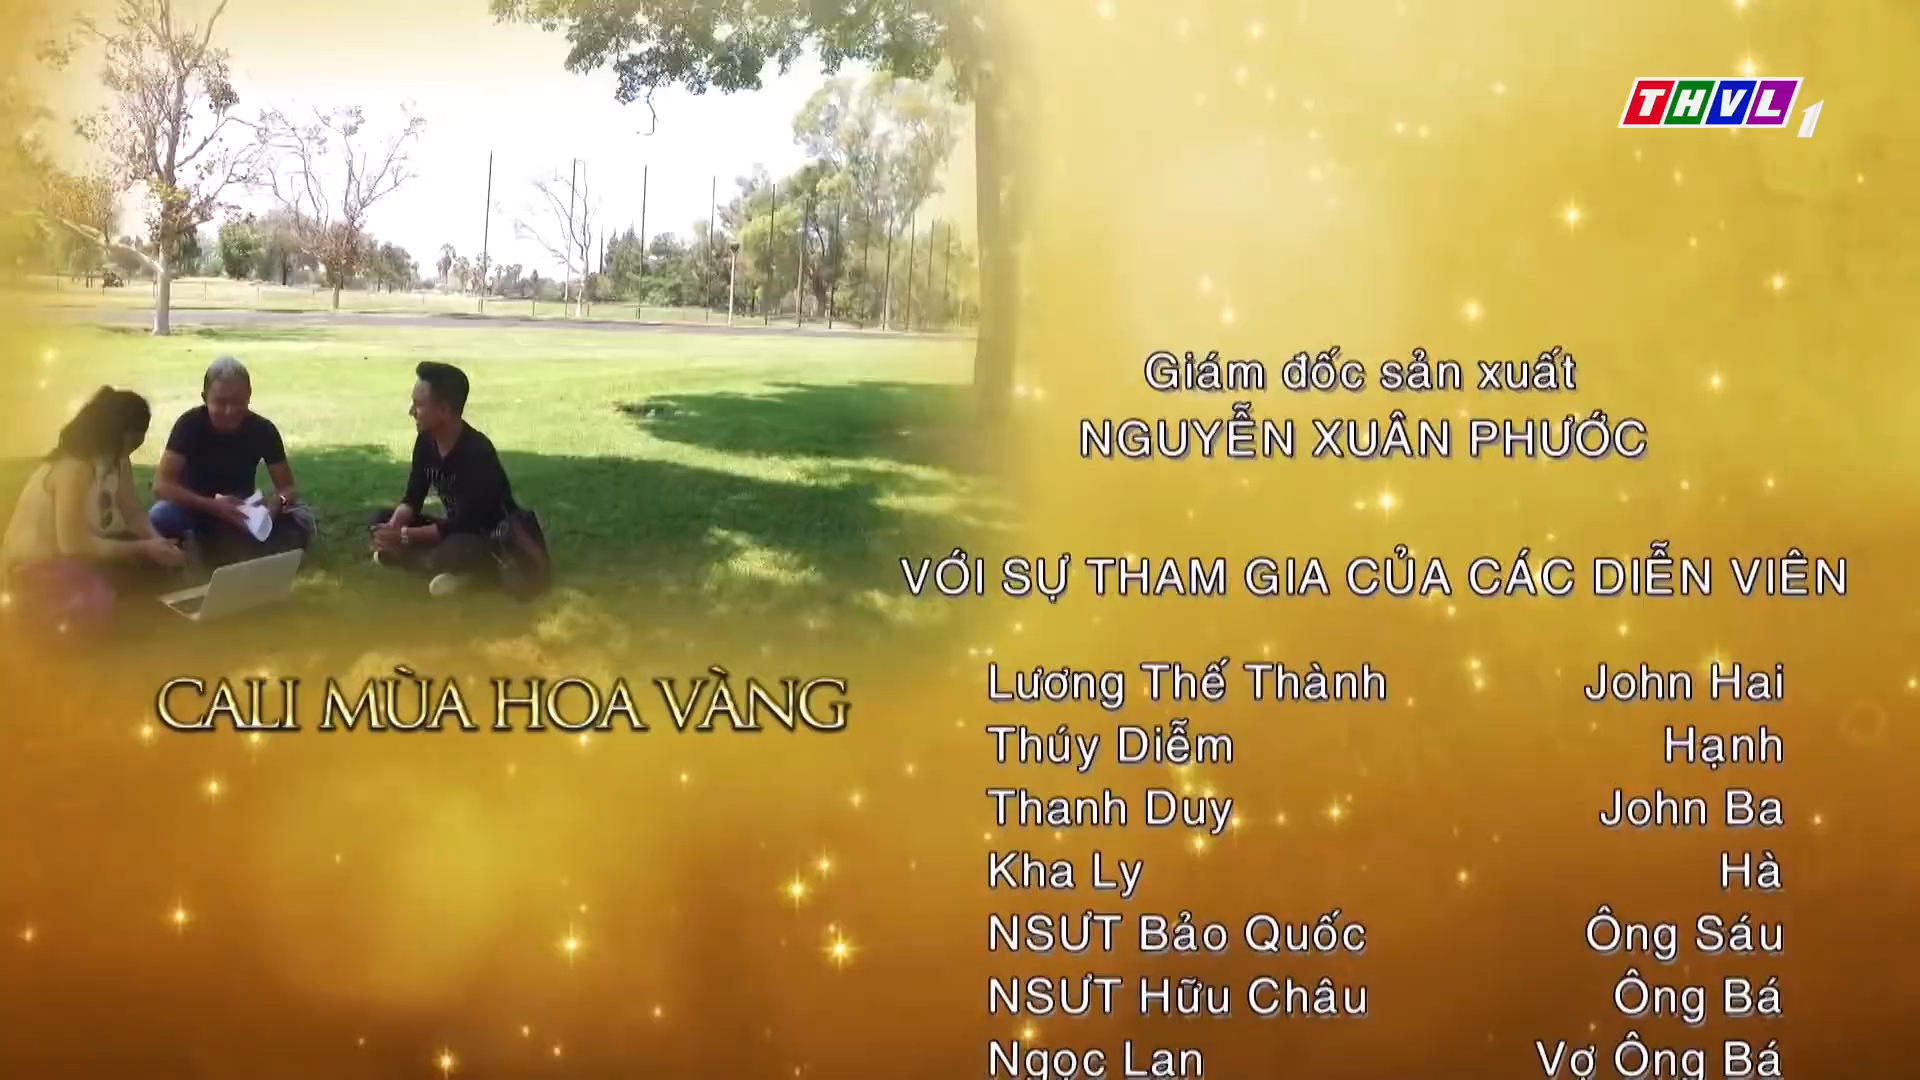 THVL 1
Giám đốc sản xuất
NGUYỄN XUÂN PHƯỚC
VỚI SỰ THAM GIA CỦA CÁC DIỄN VIÊN
CALI MÙA HOA VÀNG
Lương Thế Thành John Hai
Thúy Diễm Hạnh
Thanh Duy John Ba
Kha Ly Hà
NSƯT Bảo Quốc Ông Sáu
NSƯT Hữu Châu Ông Bá
Ngọc Lan Vợ Ông Bá